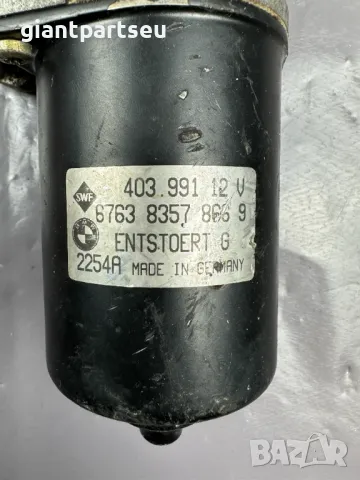 giantpartseu
SWF
403.991 12 V
6763 8357 866 9
ENTSTOERT G
2254A MADE IN GERMANY
BAZAR